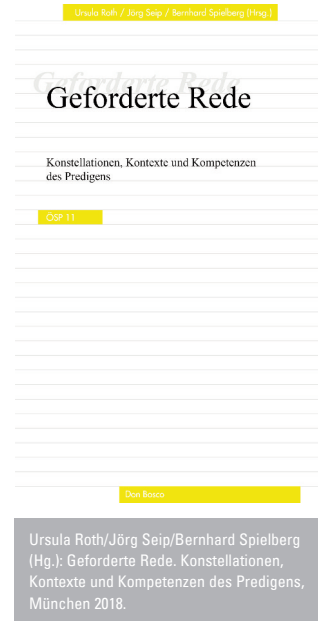 Ursula Roth / Jörg Seip / Bernhard Spielberg (Hrsg.)
Geforderte Rede
Geforderte Rede
Konstellationen, Kontexte und Kompetenzen
des Predigens
ÖSP 11
Don Bosco
Ursula Roth/Jörg Seip/Bernhard Spielberg
(Hg.): Geforderte Rede. Konstellationen,
Kontexte und Kompetenzen des Predigens,
München 2018.